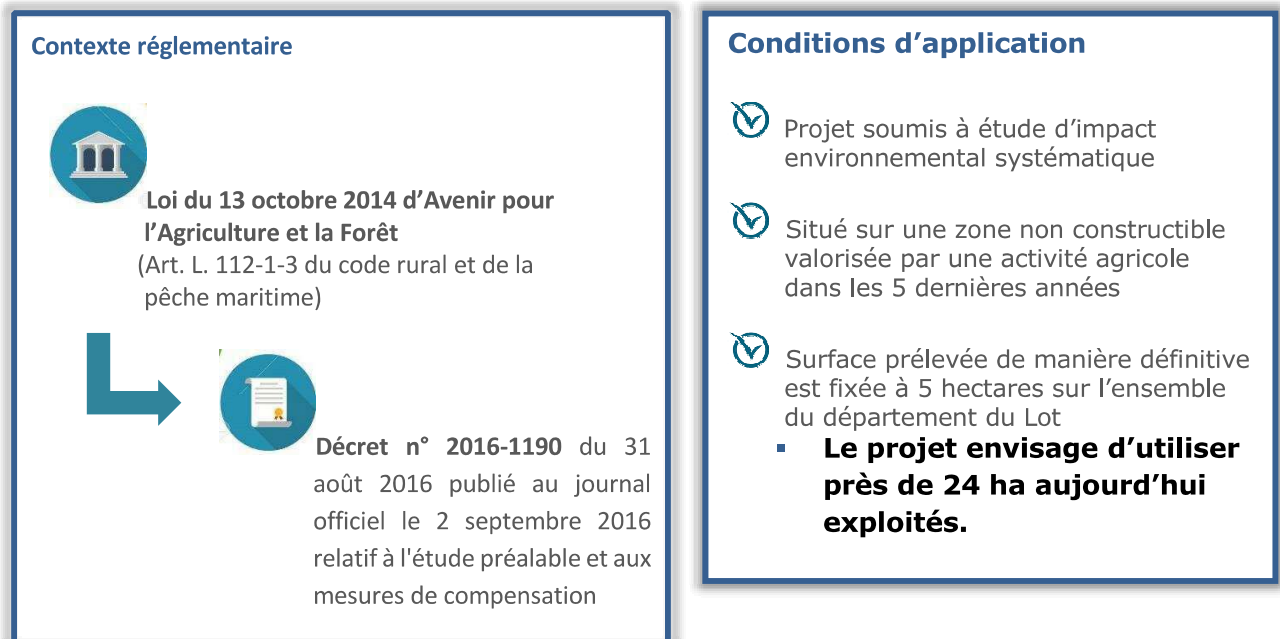 Contexte réglementaire
Loi du 13 octobre 2014 d’Avenir pour
l’Agriculture et la Forêt
(Art. L. 112-1-3 du code rural et de la
pêche maritime)
Décret n° 2016-1190 du 31
août 2016 publié au journal
officiel le 2 septembre 2016
relatif à l'étude préalable et aux
mesures de compensation
Conditions d’application
Projet soumis à étude d’impact
environnemental systématique
Situé sur une zone non constructible
valorisée par une activité agricole
dans les 5 dernières années
Surface prélevée de manière définitive
est fixée à 5 hectares sur l’ensemble
du département du Lot
▪ Le projet envisage d’utiliser
près de 24 ha aujourd’hui
exploités.